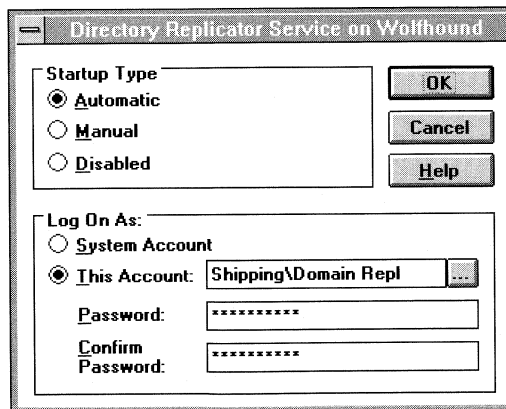 Directory Replicator Service on Wolfhound
Startup Type
Automatic
Manual
Disabled
OK
Cancel
Help
Log On As:
System Account
This Account: Shipping\Domain Repl ...
Password: **********
Confirm
Password: **********